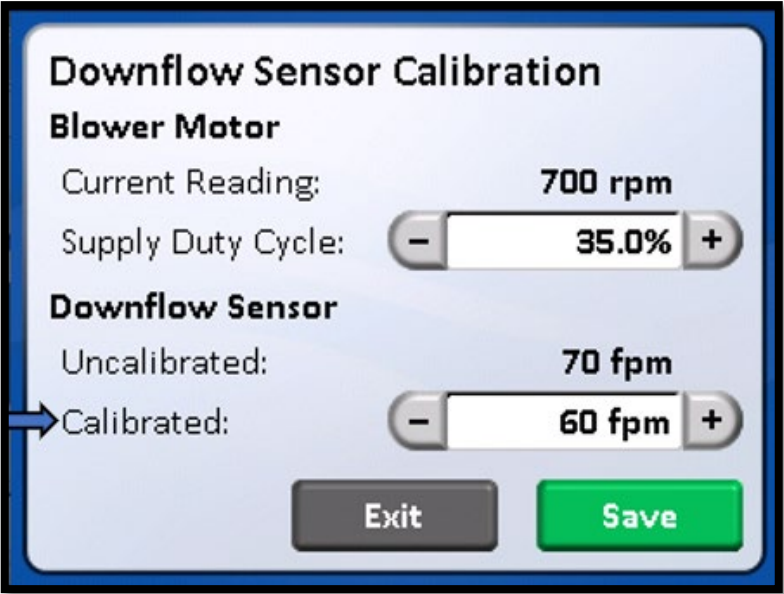 Downflow Sensor Calibration
Blower Motor
Current Reading: 700 rpm
Supply Duty Cycle: - 35.0% +
Downflow Sensor
Uncalibrated: 70 fpm
Calibrated: - 60 fpm +
Exit Save